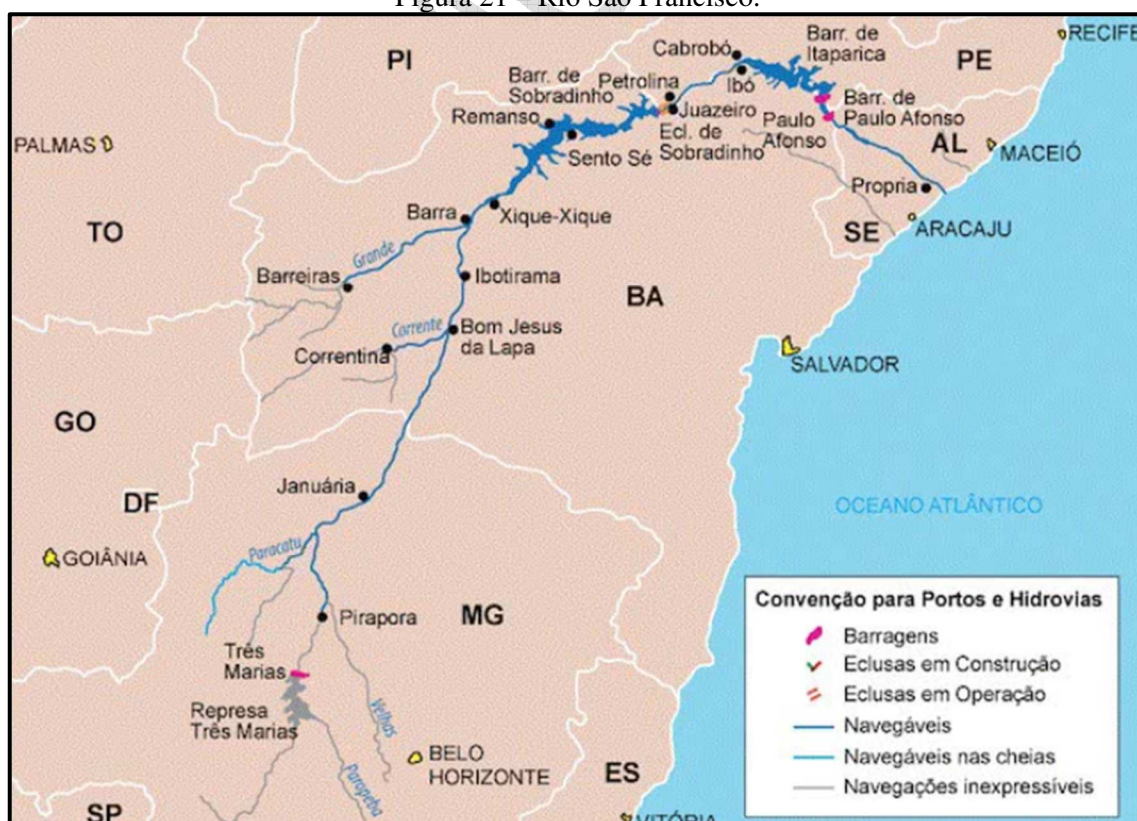 Figura 21 – Rio São Francisco.
RECIFE
Cabrobó
Barr. de
Itaparica
PI
PE
Barr. de
Sobradinho
Petrolina
Ibó
Remanso
Juazeiro
Paulo
Afonso
Barr. de
Paulo Afonso
Ecl. de
Sobradinho
PALMAS
Sento Sé
AL
MACEIÓ
Propria
Barra
Xique-Xique
TO
SE
ARACAJU
Grande
Barreiras
Ibotirama
BA
Corrente
Bom Jesus
da Lapa
Correntina
SALVADOR
GO
Januária
DF
OCEANO ATLÂNTICO
Paracatu
GOIÂNIA
Pirapora
MG
Três
Marias
Represa
Três Marias
Velhas
BELO
HORIZONTE
Paraopeba
ES
SP
VITÓRIA
Convenção para Portos e Hidrovias
Barragens
Eclusas em Construção
Eclusas em Operação
Navegáveis
Navegáveis nas cheias
Navegações inexpressíveis